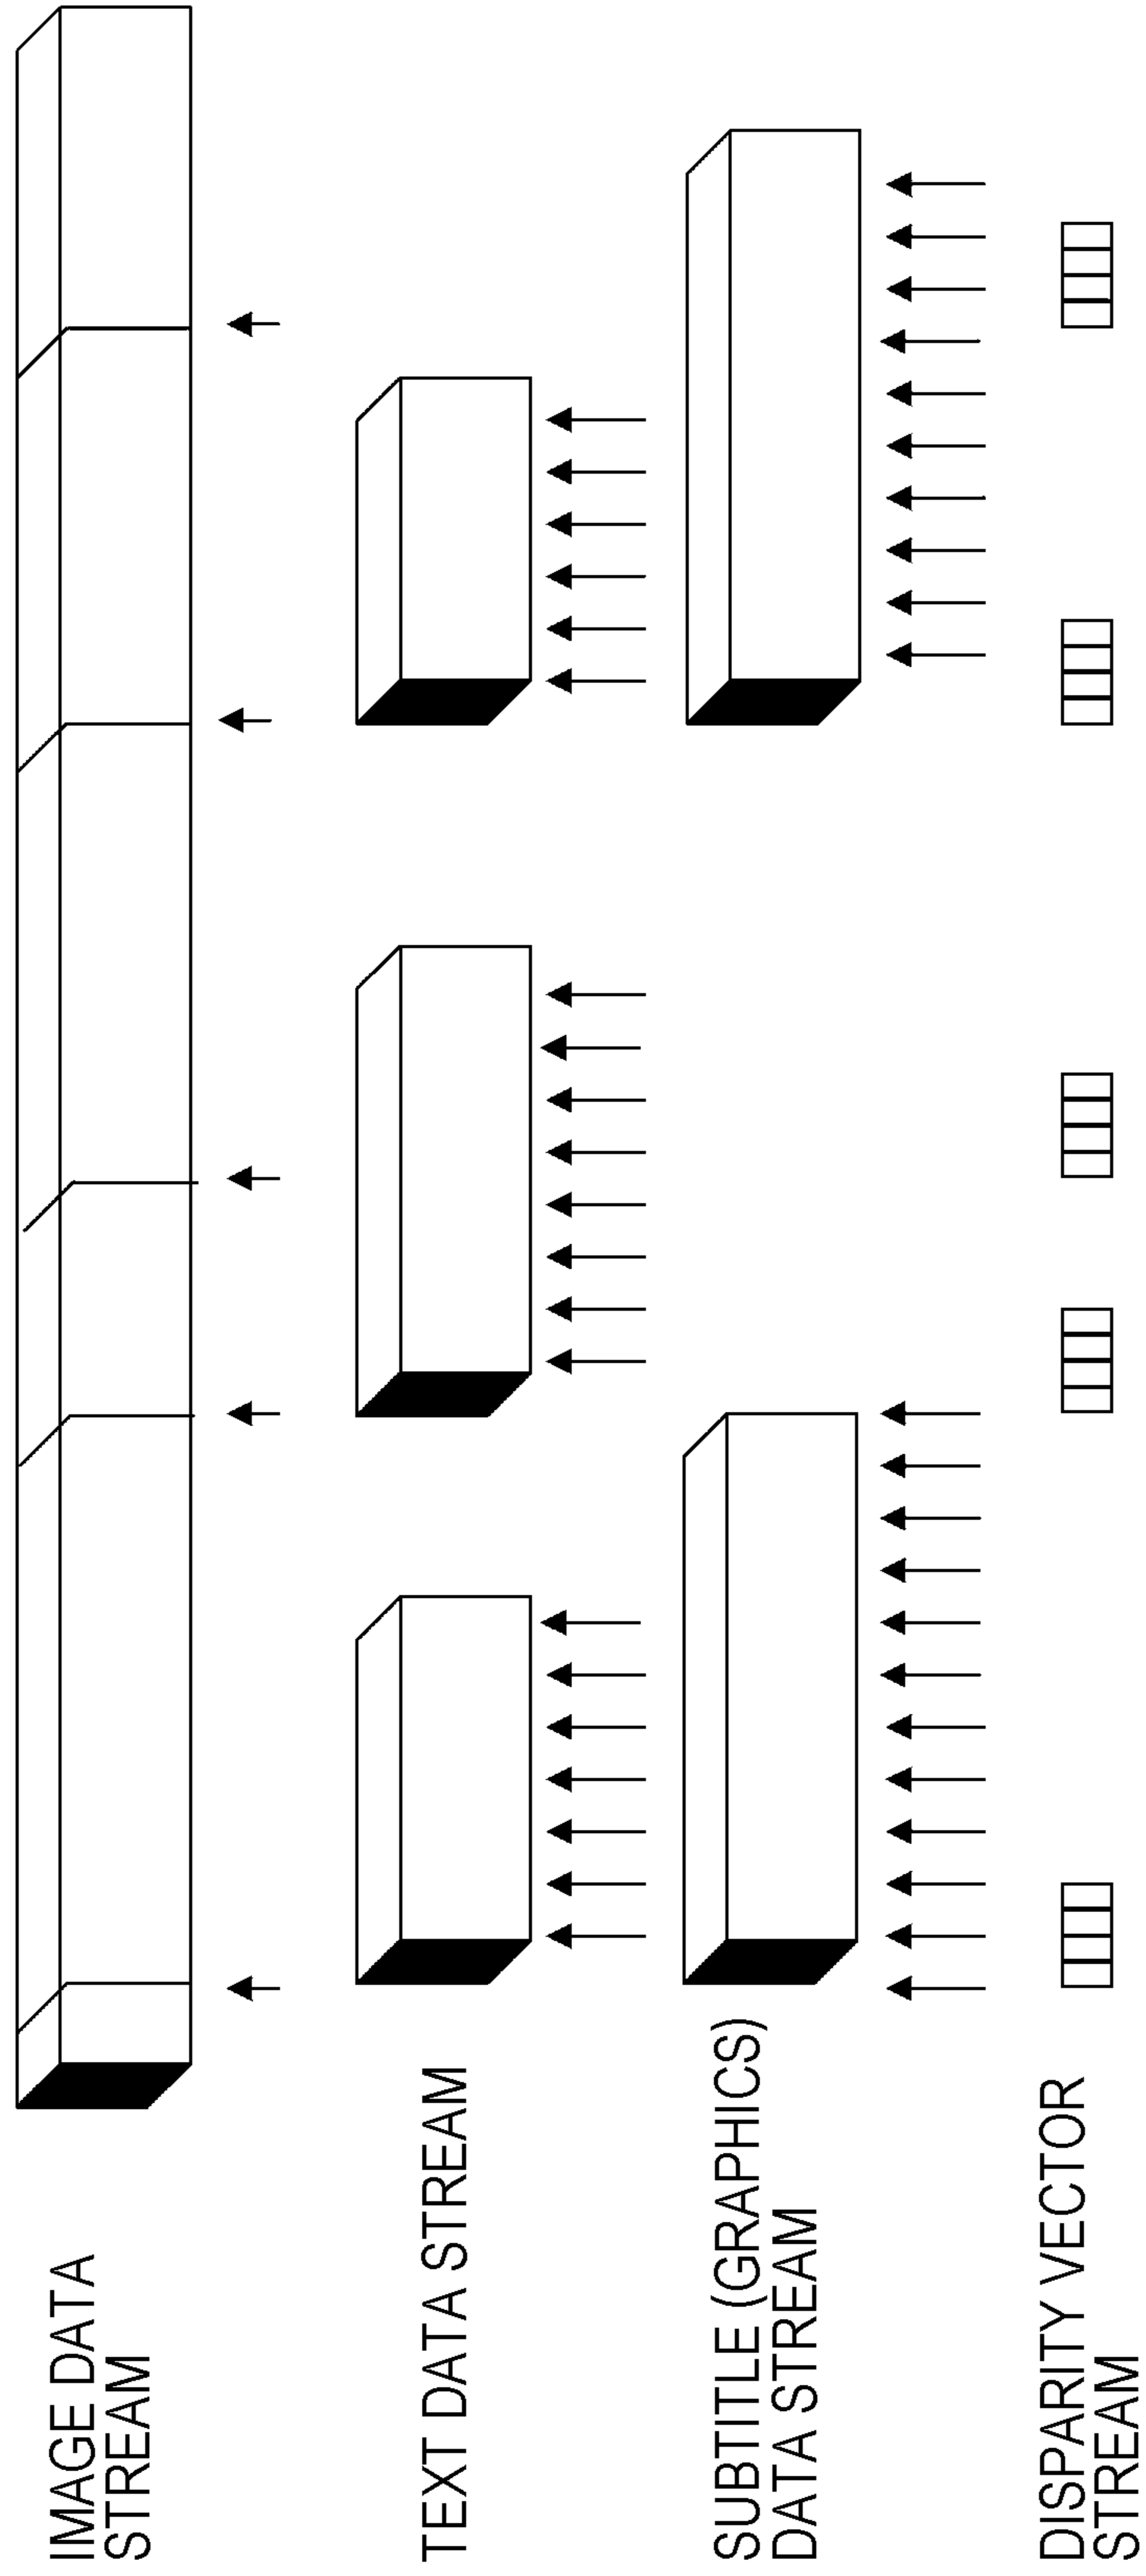 IMAGE DATA
STREAM
TEXT DATA STREAM
SUBTITLE (GRAPHICS)
DATA STREAM
DISPARITY VECTOR
STREAM